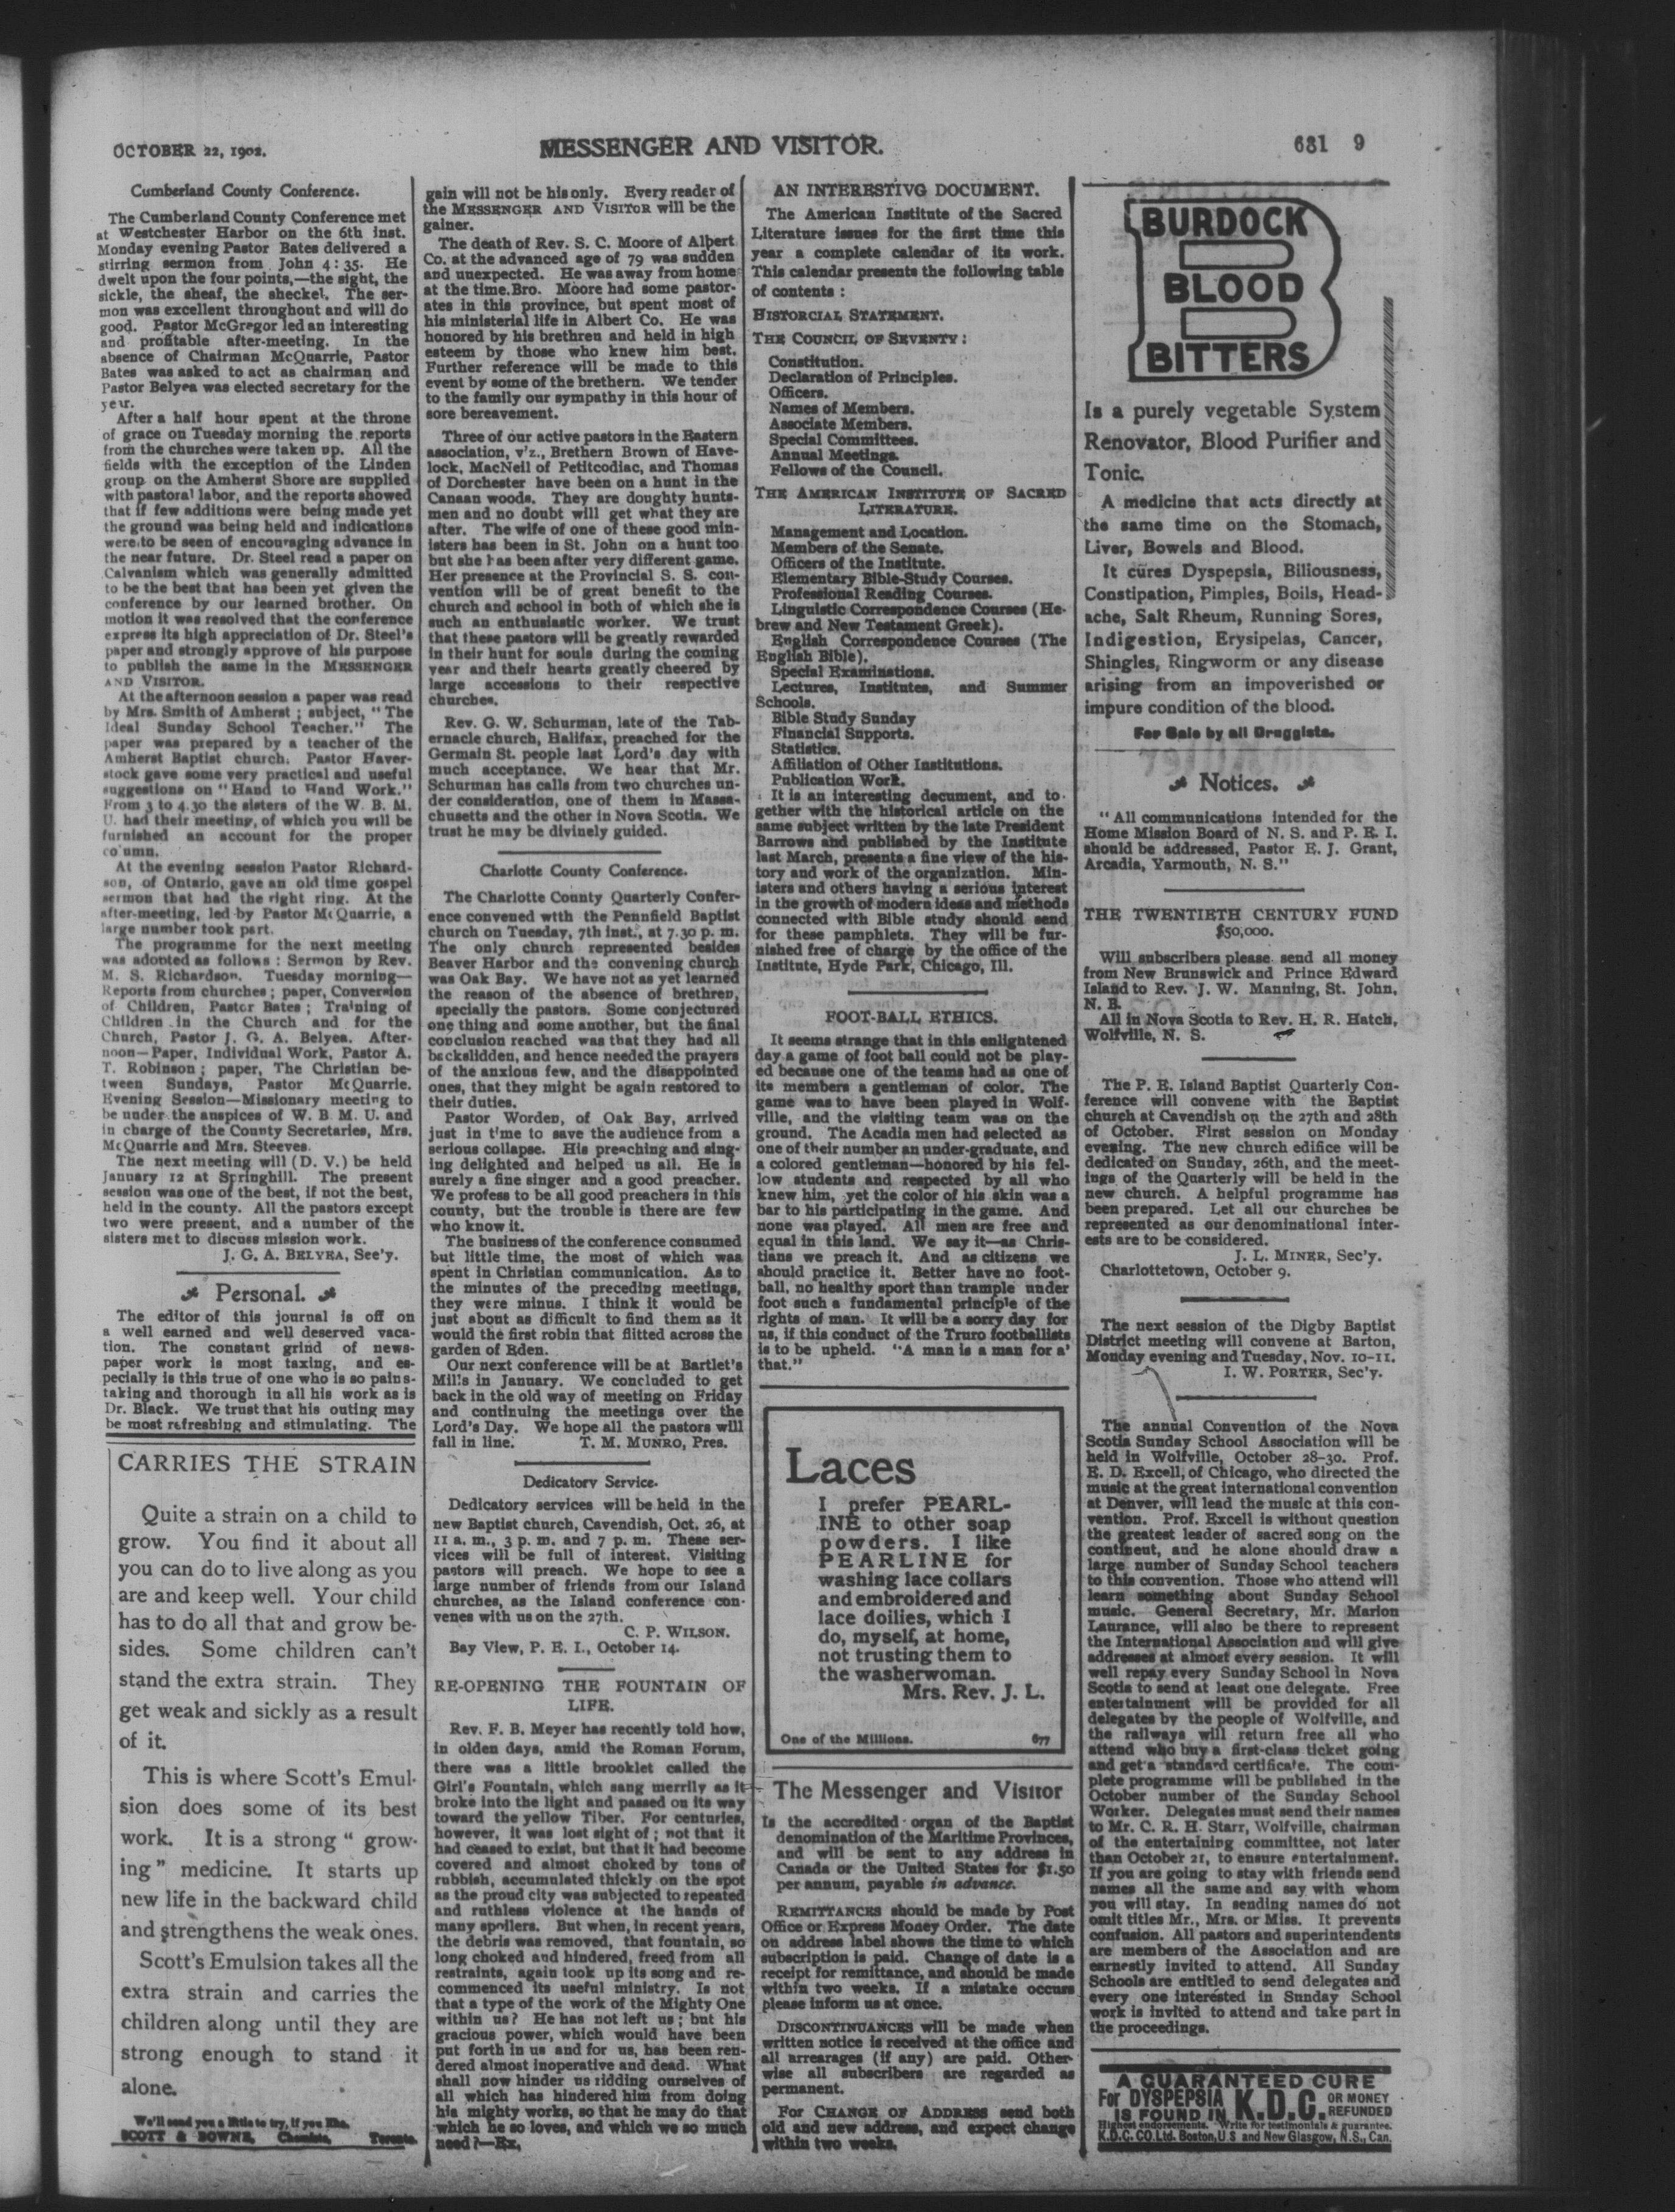 OCTOBER 22, 1902.
MESSENGER AND VISITOR.
681 9
Cumberland County Conference.
The Cumberland County Conference met
at Westchester Harbor on the 6th inst.
Monday evening Pastor Bates delivered a
stirring sermon from John 4:35. He
dwelt upon the four points,—the sight, the
sickle, the sheaf, the sheckel. The ser-
mon was excellent throughout and will do
good. Pastor McGregor led an interesting
and profitable after-meeting. In the
absence of Chairman McQuarrie, Pastor
Bates was asked to act as chairman and
Pastor Belyea was elected secretary for the
year.
After a half hour spent at the throne
of grace on Tuesday morning the reports
from the churches were taken up. All the
fields with the exception of the Linden
group on the Amherst Shore are supplied
with pastoral labor, and the reports showed
that if few additions were being made yet
the ground was being held and indications
were to be seen of encouraging advance in
the near future. Dr. Steel read a paper on
Calvanism which was generally admitted
to be the best that has been yet given the
conference by our learned brother. On
motion it was resolved that the conference
express its high appreciation of Dr. Steel's
paper and strongly approve of his purpose
to publish the same in the MESSENGER
AND VISITOR.
At the afternoon session a paper was read
by Mrs. Smith of Amherst; subject, "The
Ideal Sunday School Teacher." The
paper was prepared by a teacher of the
Amherst Baptist church. Pastor Haver-
stock gave some very practical and useful
suggestions on "Hand to Hand Work."
From 3 to 4.30 the sisters of the W. B. M.
U. had their meeting, of which you will be
furnished an account for the proper
column.
At the evening session Pastor Richard-
son, of Ontario, gave an old time gospel
sermon that had the right ring. At the
after-meeting, led by Pastor McQuarrie, a
large number took part.
The programme for the next meeting
was adopted as follows: Sermon by Rev.
M. S. Richardson. Tuesday morning—
Reports from churches; paper, Conversion
of Children, Pastor Bates; Training of
Children in the Church and for the
Church, Pastor J. G. A. Belyea. After-
noon—Paper, Individual Work, Pastor A.
T. Robinson; paper, The Christian be-
tween Sundays, Pastor McQuarrie.
Evening Session—Missionary meeting to
be under the auspices of W. B. M. U. and
in charge of the County Secretaries, Mrs.
McQuarrie and Mrs. Steeves.
The next meeting will (D. V.) be held
January 12 at Springhill. The present
session was one of the best, if not the best,
held in the county. All the pastors except
two were present, and a number of the
sisters met to discuss mission work.
J. G. A. BELYEA, See'y.
Personal.
The editor of this journal is off on
a well earned and well deserved vaca-
tion. The constant grind of news-
paper work is most taxing, and es-
pecially is this true of one who is so pains-
taking and thorough in all his work as is
Dr. Black. We trust that his outing may
be most refreshing and stimulating. The
CARRIES THE STRAIN
Quite a strain on a child to
grow. You find it about all
you can do to live along as you
are and keep well. Your child
has to do all that and grow be-
sides. Some children can't
stand the extra strain. They
get weak and sickly as a result
of it.
This is where Scott's Emul-
sion does some of its best
work. It is a strong "grow-
ing" medicine. It starts up
new life in the backward child
and strengthens the weak ones.
Scott's Emulsion takes all the
extra strain and carries the
children along until they are
strong enough to stand it
alone.
We'll send you a little to try, if you like.
SCOTT & BOWNE, Chemists, Toronto.
gain will not be his only. Every reader of
the MESSENGER AND VISITOR will be the
gainer.
The death of Rev. S. C. Moore of Albert
Co. at the advanced age of 79 was sudden
and unexpected. He was away from home
at the time. Bro. Moore had some pastor-
ates in this province, but spent most of
his ministerial life in Albert Co. He was
honored by his brethren and held in high
esteem by those who knew him best.
Further reference will be made to this
event by some of the brethern. We tender
to the family our sympathy in this hour of
sore bereavement.
Three of our active pastors in the Eastern
association, v'z., Brethern Brown of Have-
lock, MacNeil of Petitcodiac, and Thomas
of Dorchester have been on a hunt in the
Canaan woods. They are doughty hunts-
men and no doubt will get what they are
after. The wife of one of these good min-
isters has been in St. John on a hunt too
but she has been after very different game.
Her presence at the Provincial S. S. con-
vention will be of great benefit to the
church and school in both of which she is
such an enthusiastic worker. We trust
that these pastors will be greatly rewarded
in their hunt for souls during the coming
year and their hearts greatly cheered by
large accessions to their respective
churches.
Rev. G. W. Schurman, late of the Tab-
ernacle church, Halifax, preached for the
Germain St. people last Lord's day with
much acceptance. We hear that Mr.
Schurman has calls from two churches un-
der consideration, one of them in Massa-
chusetts and the other in Nova Scotia. We
trust he may be divinely guided.
Charlotte County Conference.
The Charlotte County Quarterly Confer-
ence convened with the Pennfield Baptist
church on Tuesday, 7th inst., at 7.30 p. m.
The only church represented besides
Beaver Harbor and the convening church
was Oak Bay. We have not as yet learned
the reason of the absence of brethren,
specially the pastors. Some conjectured
one thing and some another, but the final
conclusion reached was that they had all
backslidden, and hence needed the prayers
of the anxious few, and the disappointed
ones, that they might be again restored to
their duties.
Pastor Worden, of Oak Bay, arrived
just in t'me to save the audience from a
serious collapse. His preaching and sing-
ing delighted and helped us all. He is
surely a fine singer and a good preacher.
We profess to be all good preachers in this
county, but the trouble is there are few
who know it.
The business of the conference consumed
but little time, the most of which was
spent in Christian communication. As to
the minutes of the preceding meetings,
they were minus. I think it would be
just about as difficult to find them as it
would the first robin that flitted across the
garden of Eden.
Our next conference will be at Bartlet's
Mills in January. We concluded to get
back in the old way of meeting on Friday
and continuing the meetings over the
Lord's Day. We hope all the pastors will
fall in line. T. M. MUNRO, Pres.
Dedicatory Service.
Dedicatory services will be held in the
new Baptist church, Cavendish, Oct. 26, at
11 a. m., 3 p. m. and 7 p. m. These ser-
vices will be full of interest. Visiting
pastors will preach. We hope to see a
large number of friends from our Island
churches, as the Island conference con-
venes with us on the 27th.
C. P. WILSON.
Bay View, P. E. I., October 14.
RE-OPENING THE FOUNTAIN OF
LIFE.
Rev. F. B. Meyer has recently told how,
in olden days, amid the Roman Forum,
there was a little brooklet called the
Girl's Fountain, which sang merrily as it
broke into the light and passed on its way
toward the yellow Tiber. For centuries,
however, it was lost sight of; not that it
had ceased to exist, but that it had become
covered and almost choked by tons of
rubbish, accumulated thickly on the spot
as the proud city was subjected to repeated
and ruthless violence at the hands of
many spoilers. But when, in recent years,
the debris was removed, that fountain, so
long choked and hindered, freed from all
restraints, again took up its song and re-
commenced its useful ministry. Is not
that a type of the work of the Mighty One
within us? He has not left us; but his
gracious power, which would have been
put forth in us and for us, has been ren-
dered almost inoperative and dead. What
shall now hinder us ridding ourselves of
all which has hindered him from doing
his mighty works, so that he may do that
which he so loves, and which we so much
need?—Ex.
AN INTERESTIVG DOCUMENT.
The American Institute of the Sacred
Literature issues for the first time this
year a complete calendar of its work.
This calendar presents the following table
of contents:
HISTORCIAL STATEMENT.
THE COUNCIL OF SEVENTY:
Constitution.
Declaration of Principles.
Officers.
Names of Members.
Associate Members.
Special Committees.
Annual Meetings.
Fellows of the Council.
THE AMERICAN INSTITUTE OF SACRED
LITERATURE.
Management and Location.
Members of the Senate.
Officers of the Institute.
Elementary Bible-Study Courses.
Professional Reading Courses.
Linguistic Correspondence Courses (He-
brew and New Testament Greek).
English Correspondence Courses (The
English Bible).
Special Examinations.
Lectures, Institutes, and Summer
Schools.
Bible Study Sunday
Financial Supports.
Statistics.
Affiliation of Other Institutions.
Publication Work.
It is an interesting document, and to-
gether with the historical article on the
same subject written by the late President
Barrows and published by the Institute
last March, presents a fine view of the his-
tory and work of the organization. Min-
isters and others having a serious interest
in the growth of modern ideas and methods
connected with Bible study should send
for these pamphlets. They will be fur-
nished free of charge by the office of the
Institute, Hyde Park, Chicago, Ill.
FOOT-BALL ETHICS.
It seems strange that in this enlightened
day a game of foot ball could not be play-
ed because one of the teams had as one of
its members a gentleman of color. The
game was to have been played in Wolf-
ville, and the visiting team was on the
ground. The Acadia men had selected as
one of their number an under-graduate, and
a colored gentleman—honored by his fel-
low students and respected by all who
knew him, yet the color of his skin was a
bar to his participating in the game. And
none was played. All men are free and
equal in this land. We say it—as Chris-
tians we preach it. And as citizens we
should practice it. Better have no foot-
ball, no healthy sport than trample under
foot such a fundamental principle of the
rights of man. It will be a sorry day for
us, if this conduct of the Truro footballists
is to be upheld. "A man is a man for a'
that."
Laces
I prefer PEARL-
INE to other soap
powders. I like
PEARLINE for
washing lace collars
and embroidered and
lace doilies, which I
do, myself, at home,
not trusting them to
the washerwoman.
Mrs. Rev. J. L.
One of the Millions. 677
The Messenger and Visitor
Is the accredited organ of the Baptist
denomination of the Maritime Provinces,
and will be sent to any address in
Canada or the United States for $1.50
per annum, payable in advance.
REMITTANCES should be made by Post
Office or Express Money Order. The date
on address label shows the time to which
subscription is paid. Change of date is a
receipt for remittance, and should be made
within two weeks. If a mistake occurs
please inform us at once.
DISCONTINUANCES will be made when
written notice is received at the office and
all arrearages (if any) are paid. Other-
wise all subscribers are regarded as
permanent.
For CHANGE OF ADDRESS send both
old and new address, and expect change
within two weeks.
BURDOCK
BLOOD
BITTERS
Is a purely vegetable System
Renovator, Blood Purifier and
Tonic.
A medicine that acts directly at
the same time on the Stomach,
Liver, Bowels and Blood.
It cures Dyspepsia, Biliousness,
Constipation, Pimples, Boils, Head-
ache, Salt Rheum, Running Sores,
Indigestion, Erysipelas, Cancer,
Shingles, Ringworm or any disease
arising from an impoverished or
impure condition of the blood.
For Sale by all Druggists.
Notices.
"All communications intended for the
Home Mission Board of N. S. and P. E. I.
should be addressed, Pastor E. J. Grant,
Arcadia, Yarmouth, N. S."
THE TWENTIETH CENTURY FUND
$50,000.
Will subscribers please send all money
from New Brunswick and Prince Edward
Island to Rev. J. W. Manning, St. John,
N. B.
All in Nova Scotia to Rev. H. R. Hatch,
Wolfville, N. S.
The P. E. Island Baptist Quarterly Con-
ference will convene with the Baptist
church at Cavendish on the 27th and 28th
of October. First session on Monday
evening. The new church edifice will be
dedicated on Sunday, 26th, and the meet-
ings of the Quarterly will be held in the
new church. A helpful programme has
been prepared. Let all our churches be
represented as our denominational inter-
ests are to be considered.
J. L. MINER, Sec'y.
Charlottetown, October 9.
The next session of the Digby Baptist
District meeting will convene at Barton,
Monday evening and Tuesday, Nov. 10-11.
I. W. PORTER, Sec'y.
The annual Convention of the Nova
Scotia Sunday School Association will be
held in Wolfville, October 28-30. Prof.
E. D. Excell, of Chicago, who directed the
music at the great international convention
at Denver, will lead the music at this con-
vention. Prof. Excell is without question
the greatest leader of sacred song on the
continent, and he alone should draw a
large number of Sunday School teachers
to this convention. Those who attend will
learn something about Sunday School
music. General Secretary, Mr. Marion
Laurance, will also be there to represent
the International Association and will give
addresses at almost every session. It will
well repay every Sunday School in Nova
Scotia to send at least one delegate. Free
entertainment will be provided for all
delegates by the people of Wolfville, and
the railways will return free all who
attend who buy a first-class ticket going
and get a standard certificate. The com-
plete programme will be published in the
October number of the Sunday School
Worker. Delegates must send their names
to Mr. C. R. H. Starr, Wolfville, chairman
of the entertaining committee, not later
than October 21, to ensure entertainment.
If you are going to stay with friends send
names all the same and say with whom
you will stay. In sending names do not
omit titles Mr., Mrs. or Miss. It prevents
confusion. All pastors and superintendents
are members of the Association and are
earnestly invited to attend. All Sunday
Schools are entitled to send delegates and
every one interested in Sunday School
work is invited to attend and take part in
the proceedings.
A GUARANTEED CURE
For DYSPEPSIA
IS FOUND IN K.D.C. OR MONEY
REFUNDED
Highest endorsements. Write for testimonials & guarantee.
K.D.C. CO. Ltd. Boston, U.S and New Glasgow, N.S., Can.